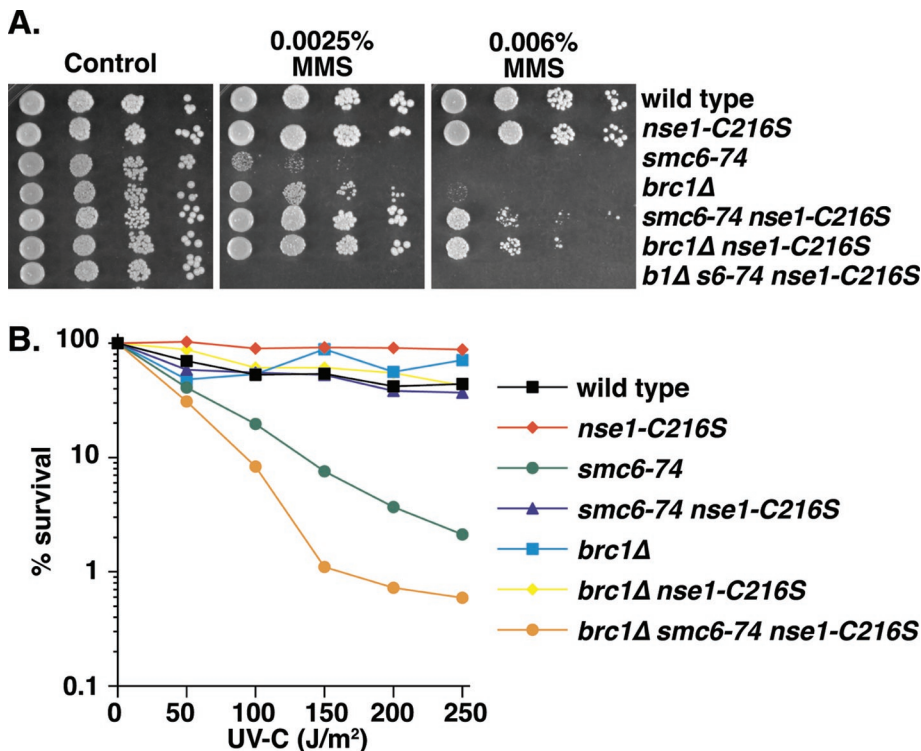 A.
Control
0.0025%
MMS
0.006%
MMS
wild type
nse1-C216S
smc6-74
brc1Δ
smc6-74 nse1-C216S
brc1Δ nse1-C216S
b1Δ s6-74 nse1-C216S
B.
% survival
100
10
1
0.1
0 50 100 150 200 250
UV-C (J/m²)
wild type
nse1-C216S
smc6-74
smc6-74 nse1-C216S
brc1Δ
brc1Δ nse1-C216S
brc1Δ smc6-74 nse1-C216S